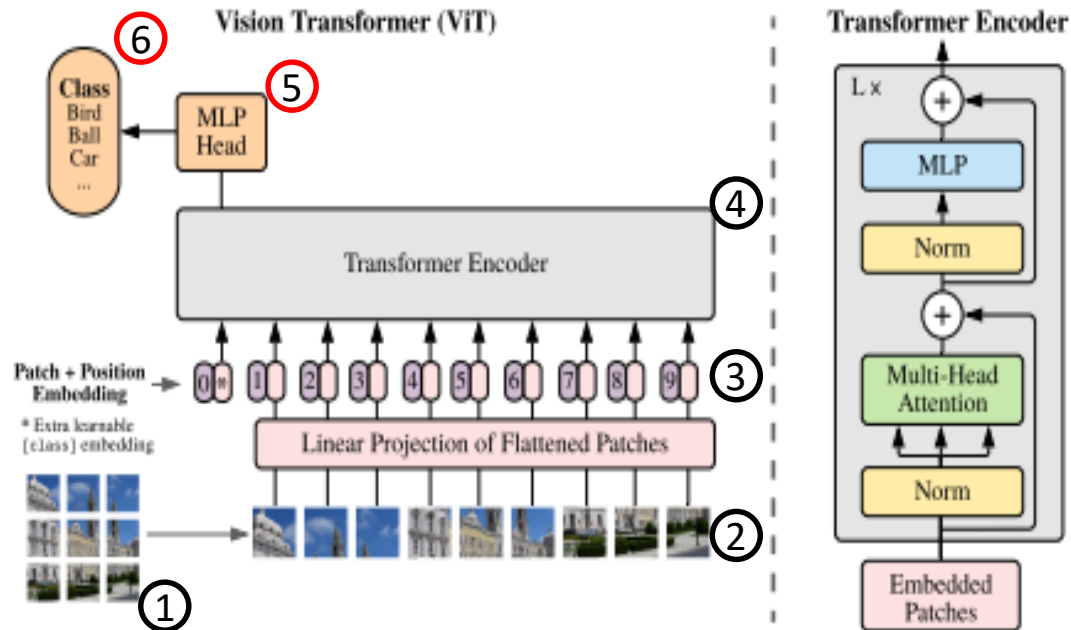 Vision Transformer (ViT)
6
Class
Bird
Ball
Car
...
5
MLP
Head
4
Transformer Encoder
Patch + Position
Embedding
0 * 1 2 3 4 5 6 7 8 9
3
* Extra learnable
[class] embedding
Linear Projection of Flattened Patches
2
1
Transformer Encoder
L ×
+
MLP
Norm
+
Multi-Head
Attention
Norm
Embedded
Patches